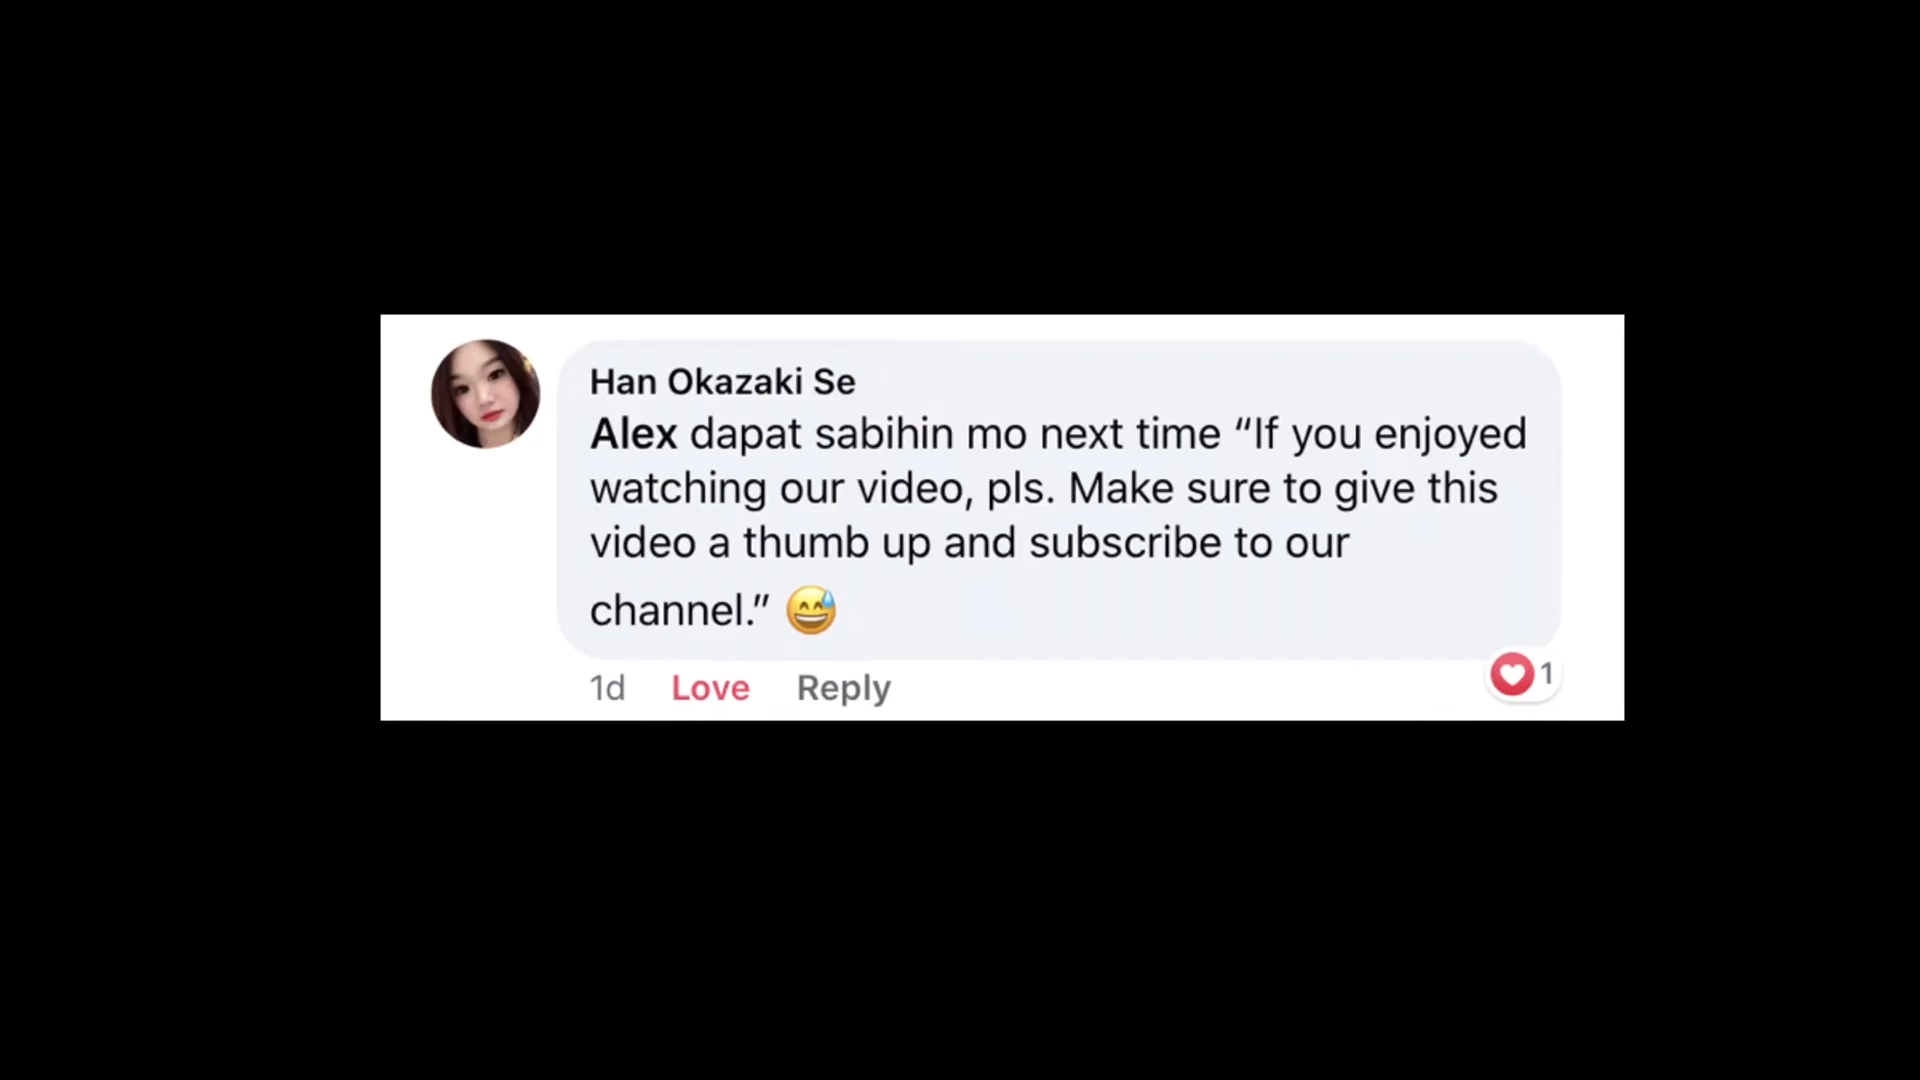 Han Okazaki Se
Alex dapat sabihin mo next time “If you enjoyed
watching our video, pls. Make sure to give this
video a thumb up and subscribe to our
channel.” 😅
1d Love Reply 1